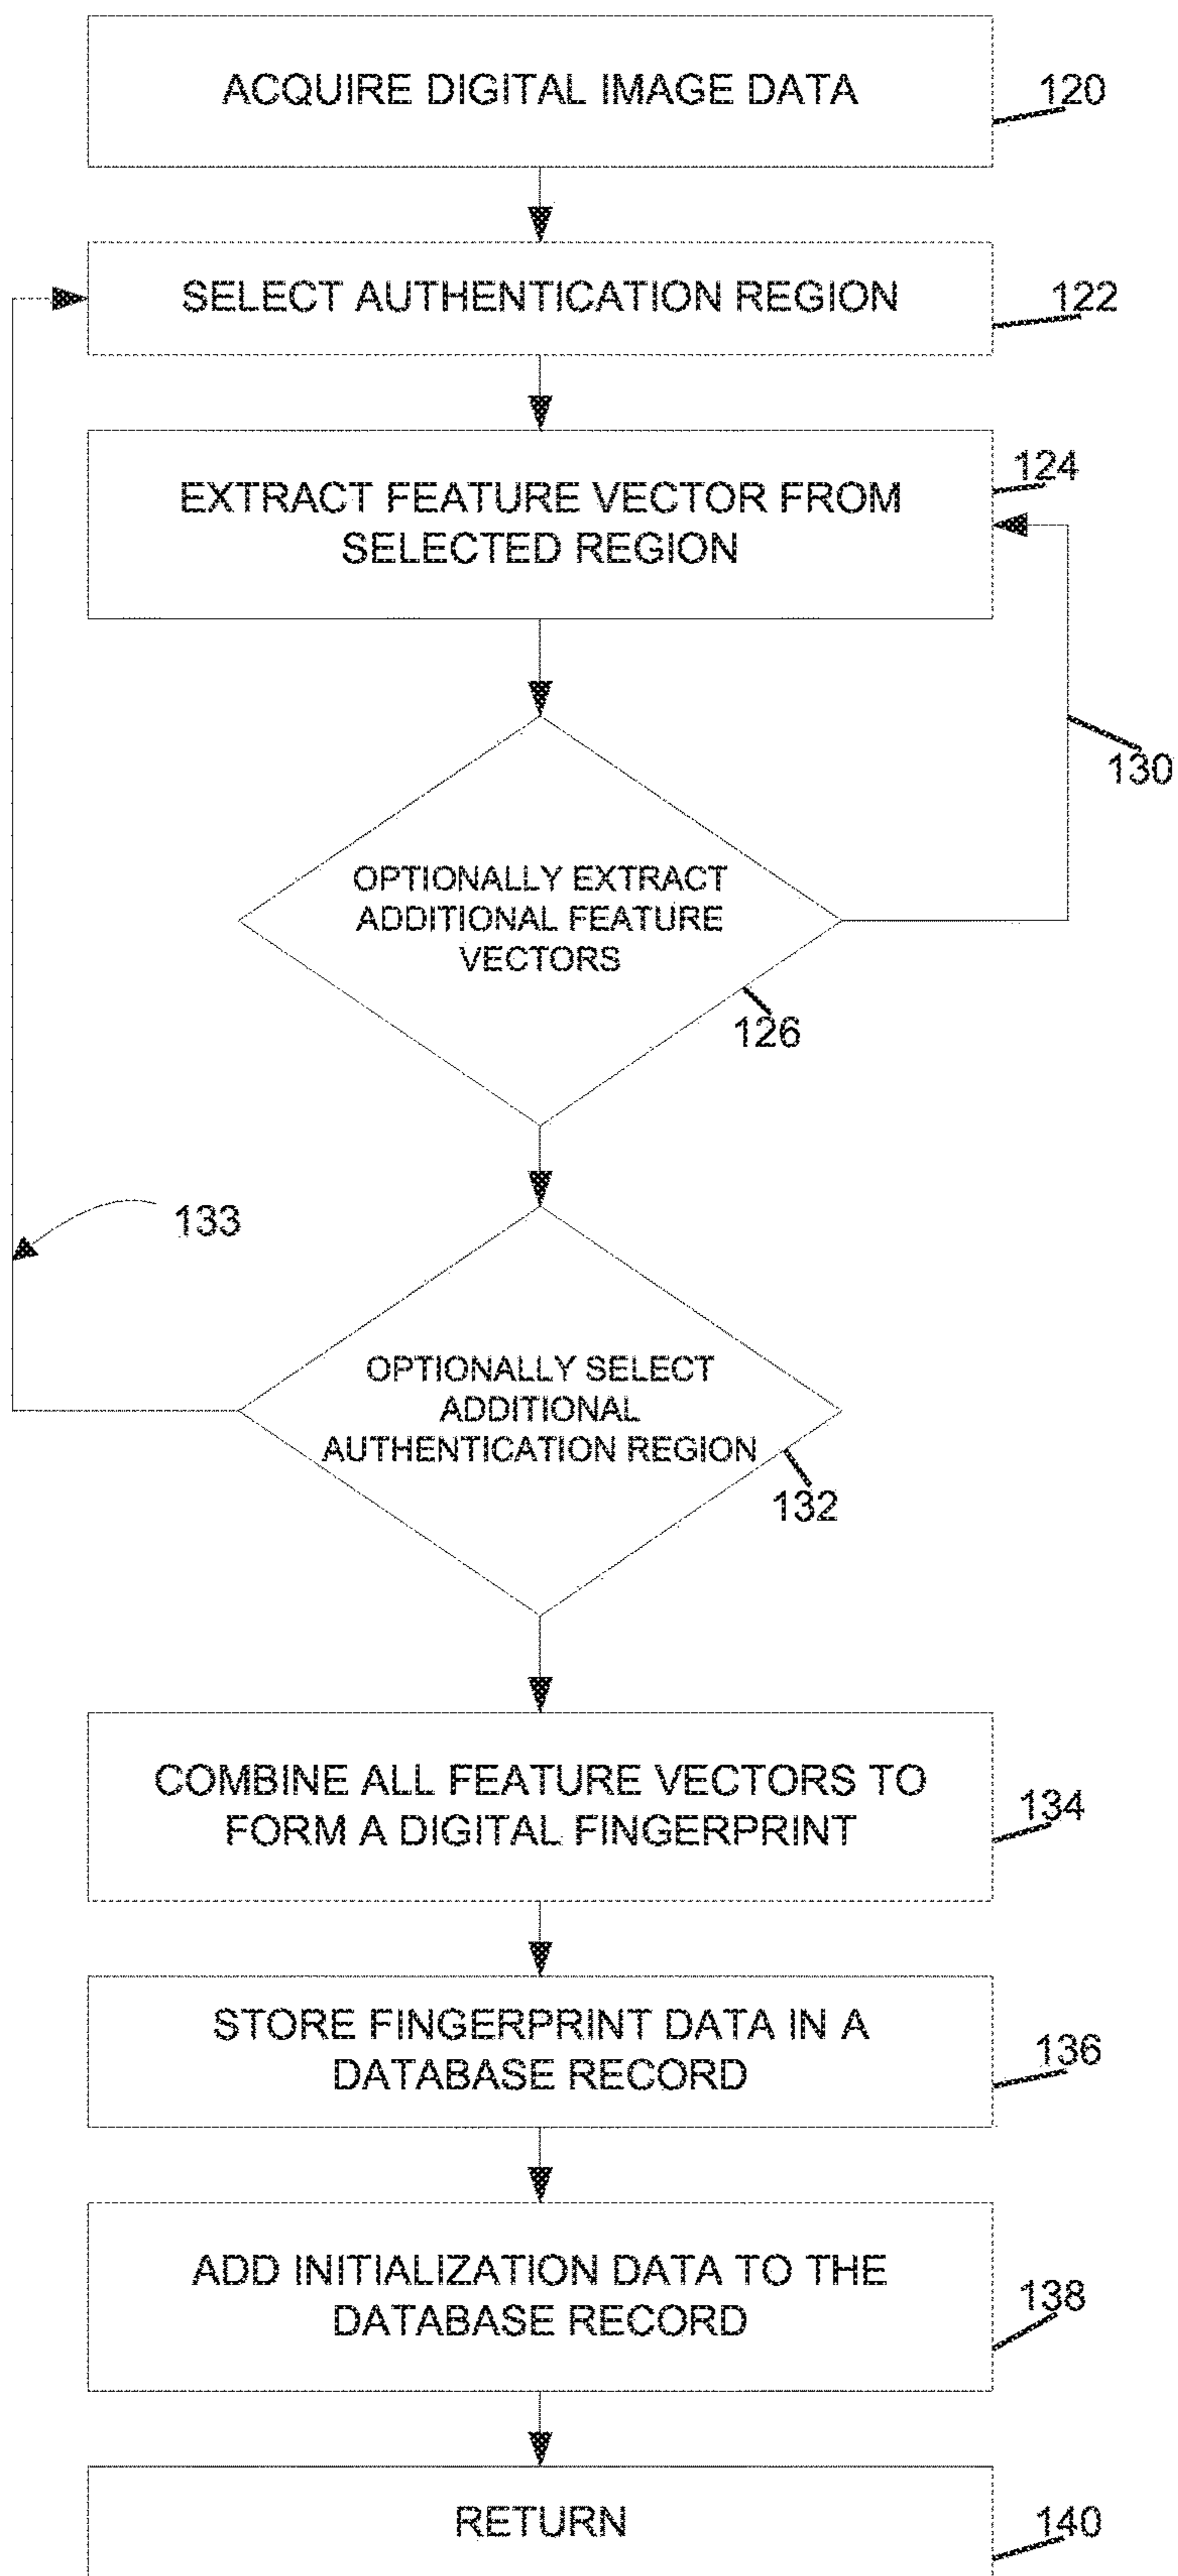 ACQUIRE DIGITAL IMAGE DATA
120
SELECT AUTHENTICATION REGION
122
EXTRACT FEATURE VECTOR FROM
SELECTED REGION
124
130
OPTIONALLY EXTRACT
ADDITIONAL FEATURE
VECTORS
126
133
OPTIONALLY SELECT
ADDITIONAL
AUTHENTICATION REGION
132
COMBINE ALL FEATURE VECTORS TO
FORM A DIGITAL FINGERPRINT
134
STORE FINGERPRINT DATA IN A
DATABASE RECORD
136
ADD INITIALIZATION DATA TO THE
DATABASE RECORD
138
RETURN
140